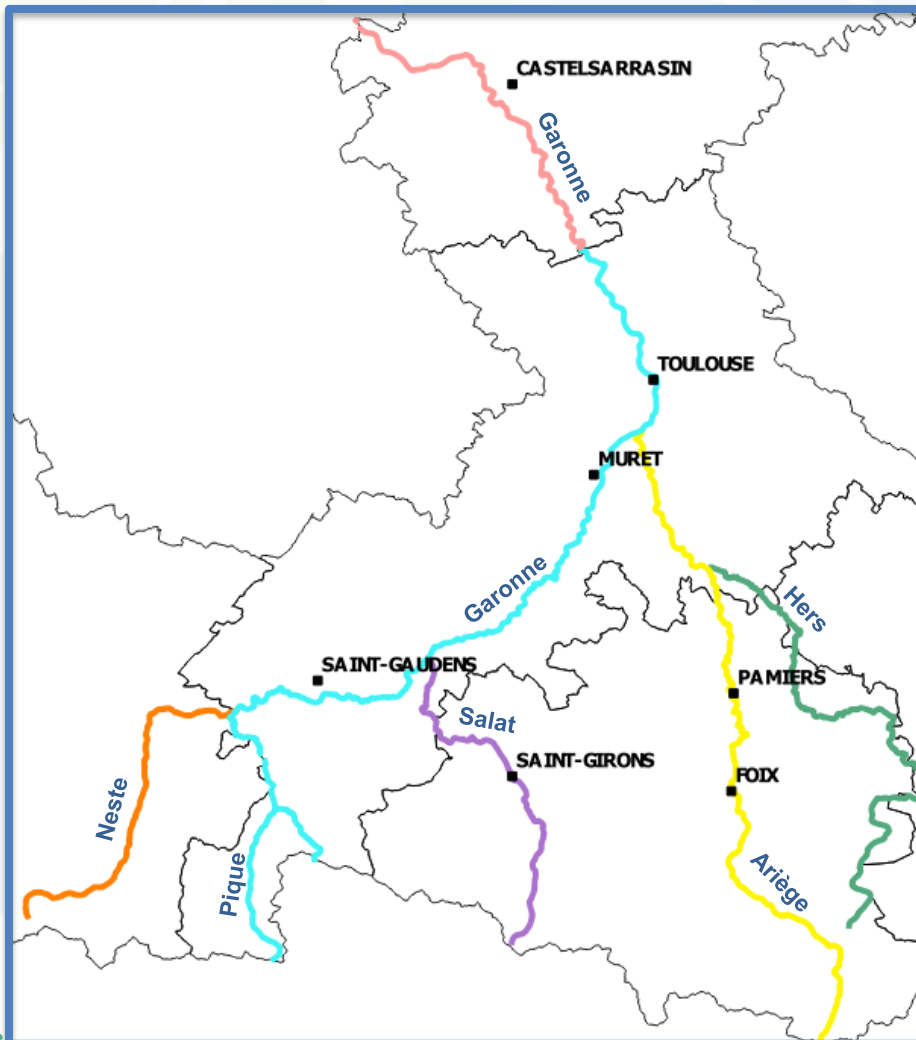 CASTELSARRASIN
Garonne
TOULOUSE
MURET
Garonne
Hers
SAINT-GAUDENS
PAMIERS
Salat
SAINT-GIRONS
FOIX
Neste
Pique
Ariège